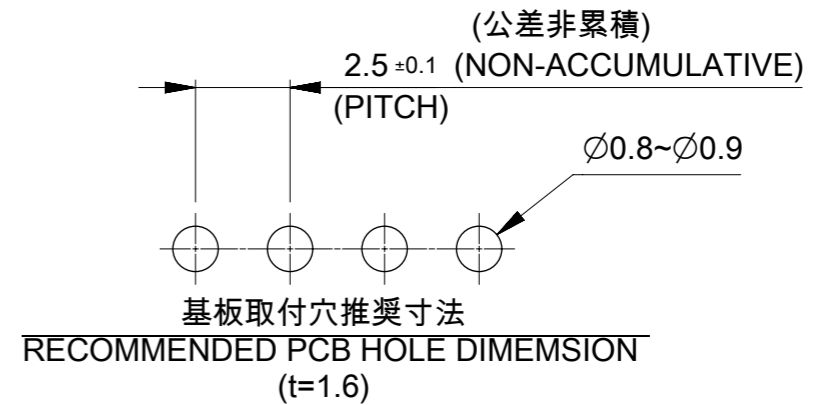 (公差非累積)
2.5 ±0.1 (NON-ACCUMULATIVE)
(PITCH)
∅0.8~∅0.9
基板取付穴推奨寸法
RECOMMENDED PCB HOLE DIMEMSION
(t=1.6)